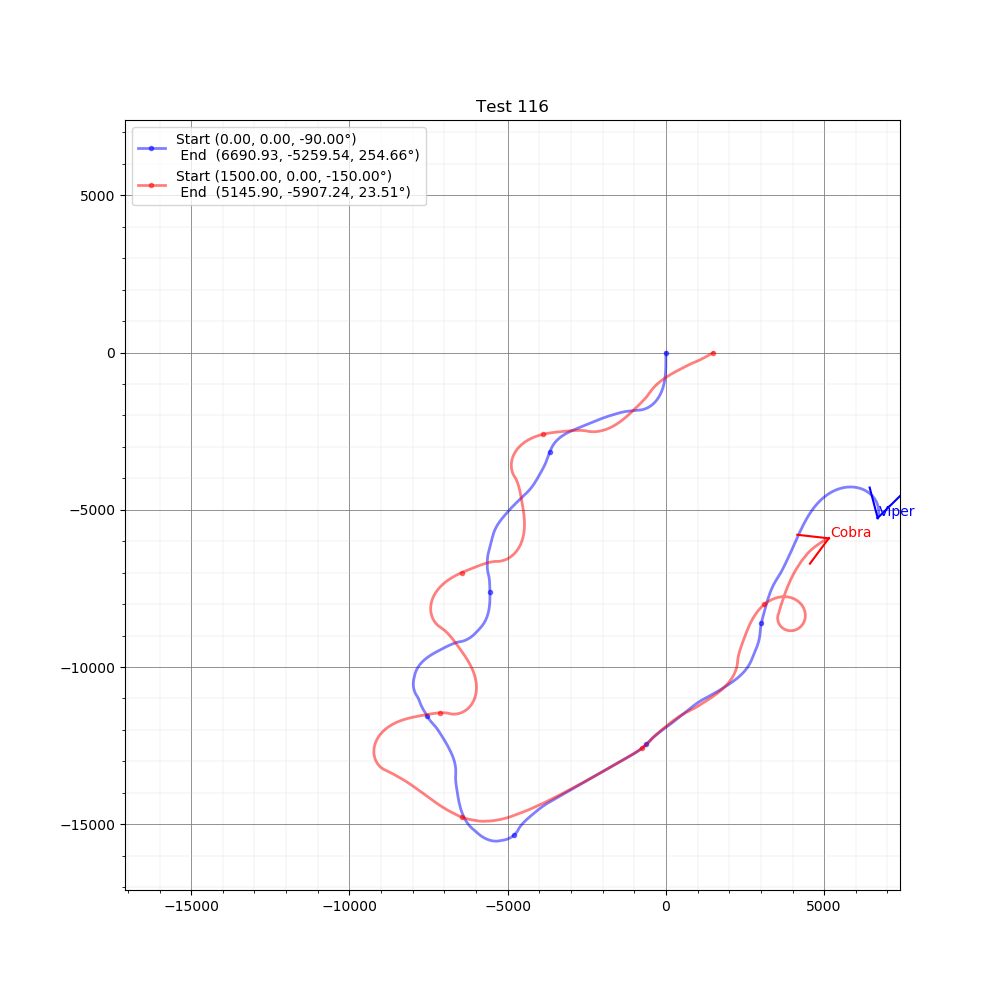 Test 116
Start (0.00, 0.00, -90.00°)
End (6690.93, -5259.54, 254.66°)
Start (1500.00, 0.00, -150.00°)
End (5145.90, -5907.24, 23.51°)
5000
0
−5000
−10000
−15000
Viper
Cobra
−15000
−10000
−5000
0
5000